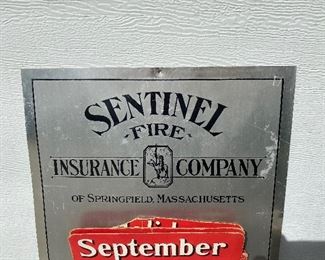 SENTINEL
-FIRE-
INSURANCE COMPANY
OF SPRINGFIELD, MASSACHUSETTS
September